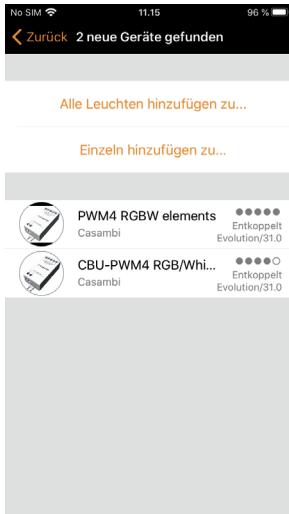 No SIM 11.15 96 %
Zurück 2 neue Geräte gefunden
Alle Leuchten hinzufügen zu...
Einzeln hinzufügen zu...
PWM4 RGBW elements
Casambi
Entkoppelt
Evolution/31.0
CBU-PWM4 RGB/Whi...
Casambi
Entkoppelt
Evolution/31.0